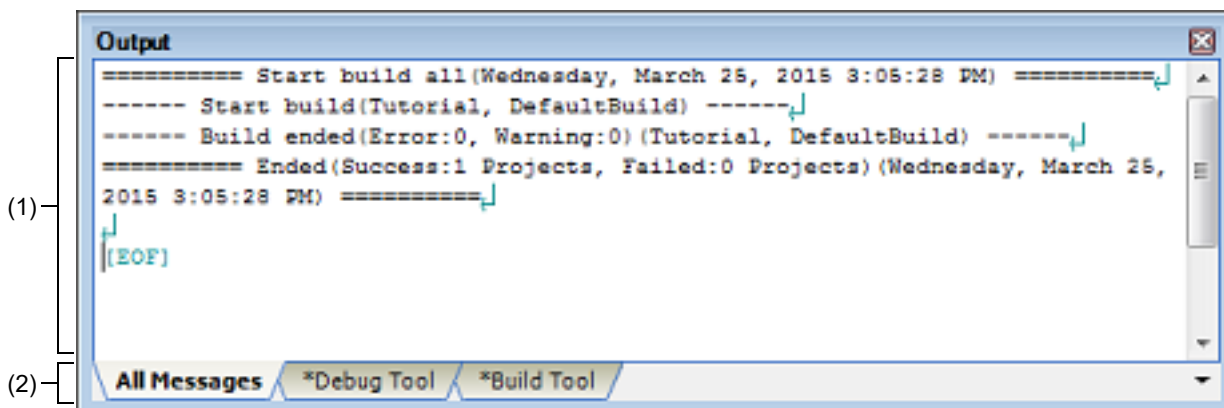 Output
========== Start build all(Wednesday, March 25, 2015 3:05:28 PM) ==========
------ Start build(Tutorial, DefaultBuild) ------
------ Build ended(Error:0, Warning:0)(Tutorial, DefaultBuild) ------
========== Ended(Success:1 Projects, Failed:0 Projects)(Wednesday, March 25,
2015 3:05:28 PM) ==========
(1)
[EOF]
(2)
All Messages *Debug Tool *Build Tool